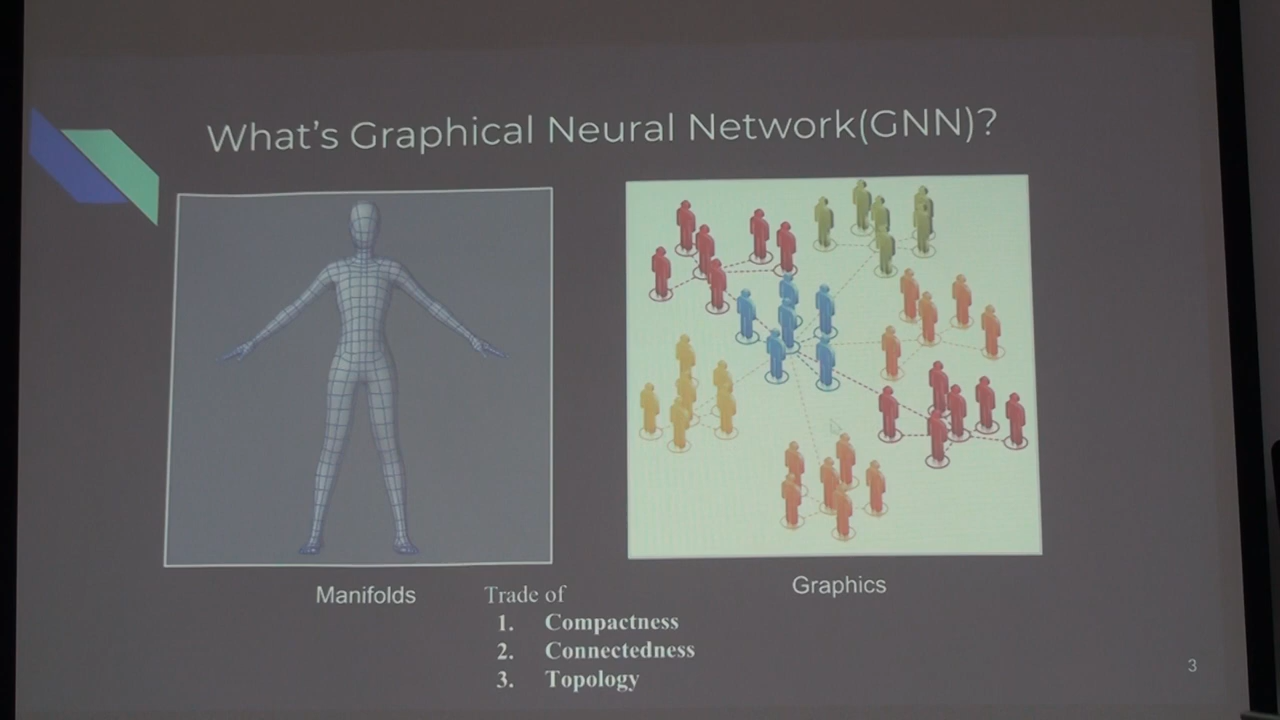 What's Graphical Neural Network(GNN)?
Manifolds
Graphics
Trade of
1. Compactness
2. Connectedness
3. Topology
3